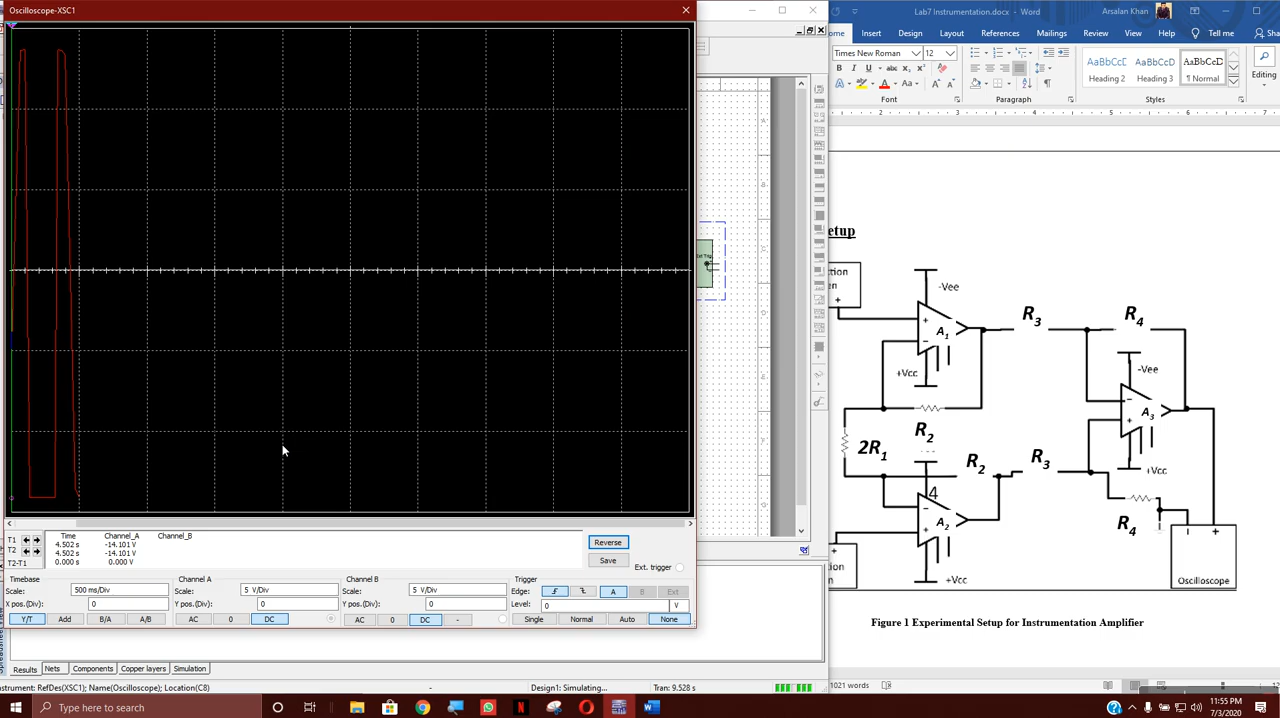 Oscilloscope-XSC1
Lab7 Instrumentation.docx - Word
Arsalan Khan
ome
Insert
Design
Layout
References
Mailings
Review
View
Help
Tell me
Sha
Times New Roman
12
AaBbCcD
AaBbCcD
AaBbCcD
Heading 2
Heading 3
¶ Normal
Editing
Font
Paragraph
Styles
etup
ction
en
+
-Vee
A1
+Vcc
R3
R4
-Vee
A3
+Vcc
R2
2R1
R2
R3
4
A2
R4
+Vcc
Oscilloscope
Figure 1 Experimental Setup for Instrumentation Amplifier
Time
Channel_A
Channel_B
T1
4.502 s
-14.101 V
T2
4.502 s
-14.101 V
T2-T1
0.000 s
0.000 V
Reverse
Save
Ext. trigger
Timebase
Scale:
500 ms/Div
X pos.(Div):
0
Y/T
Add
B/A
A/B
Channel A
Scale:
5 V/Div
Y pos.(Div):
0
AC
0
DC
Channel B
Scale:
5 V/Div
Y pos.(Div):
0
AC
0
DC
-
Trigger
Edge:
A
B
Ext
Level:
0
V
Single
Normal
Auto
None
Results
Nets
Components
Copper layers
Simulation
nstrument: RefDes(XSC1); Name(Oscilloscope); Location(C8)
-
Design1: Simulating...
Tran: 9.528 s
1021 words
Type here to search
11:55 PM
7/3/2020